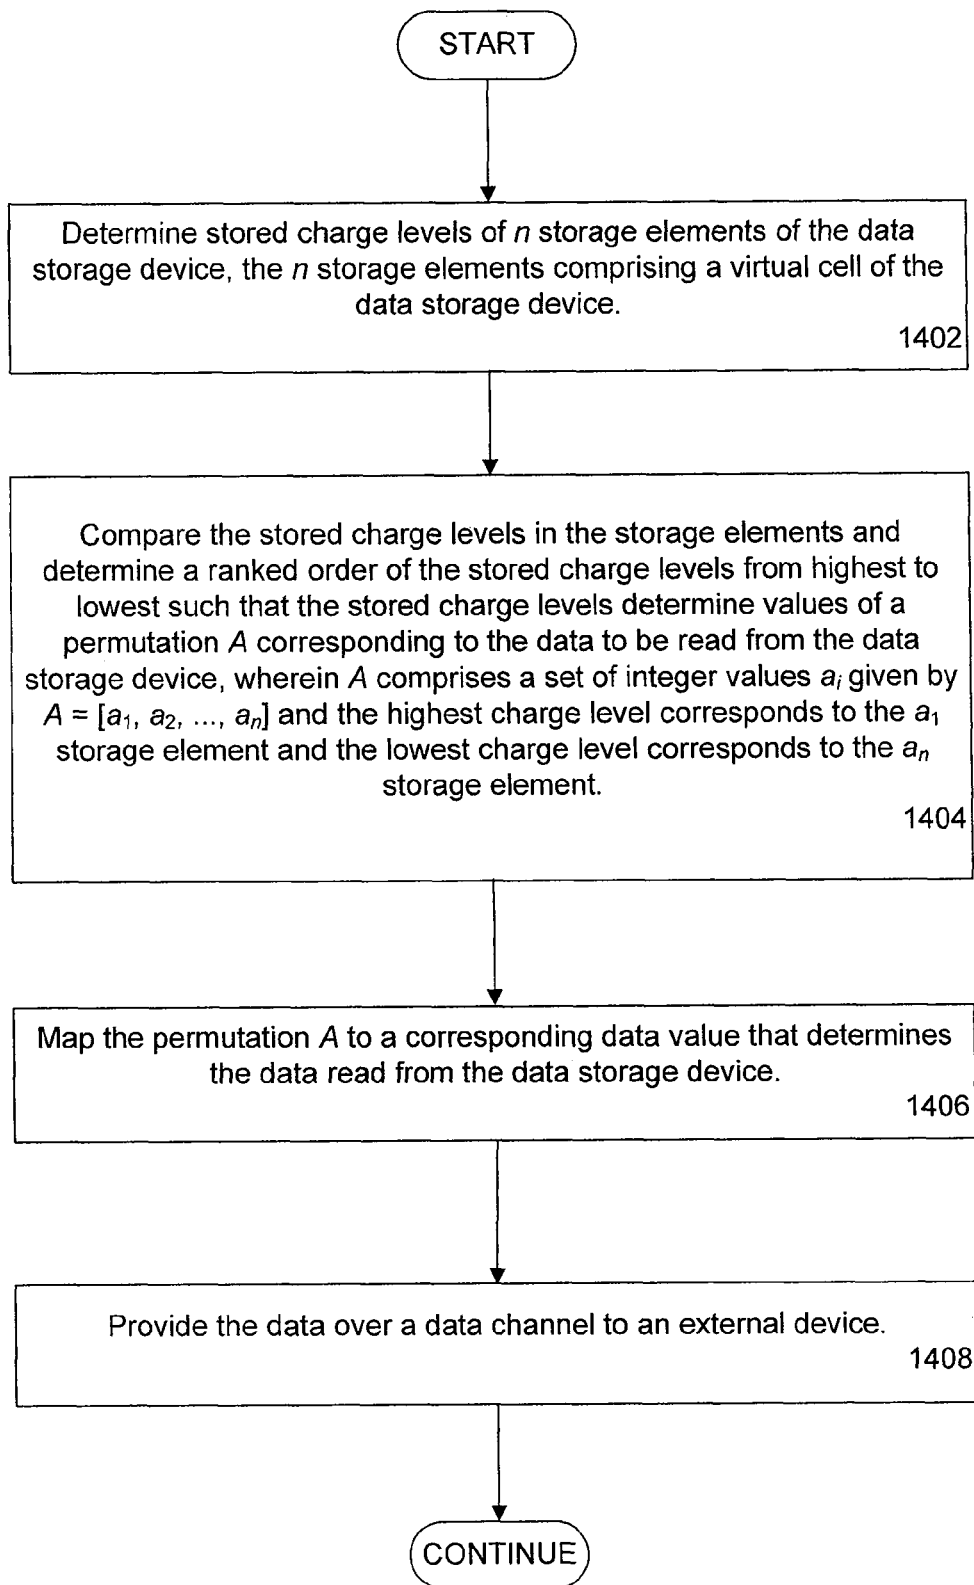 START
Determine stored charge levels of n storage elements of the data
storage device, the n storage elements comprising a virtual cell of the
data storage device.
1402
Compare the stored charge levels in the storage elements and
determine a ranked order of the stored charge levels from highest to
lowest such that the stored charge levels determine values of a
permutation A corresponding to the data to be read from the data
storage device, wherein A comprises a set of integer values aᵢ given by
A = [a₁, a₂, ..., aₙ] and the highest charge level corresponds to the a₁
storage element and the lowest charge level corresponds to the aₙ
storage element.
1404
Map the permutation A to a corresponding data value that determines
the data read from the data storage device.
1406
Provide the data over a data channel to an external device.
1408
CONTINUE